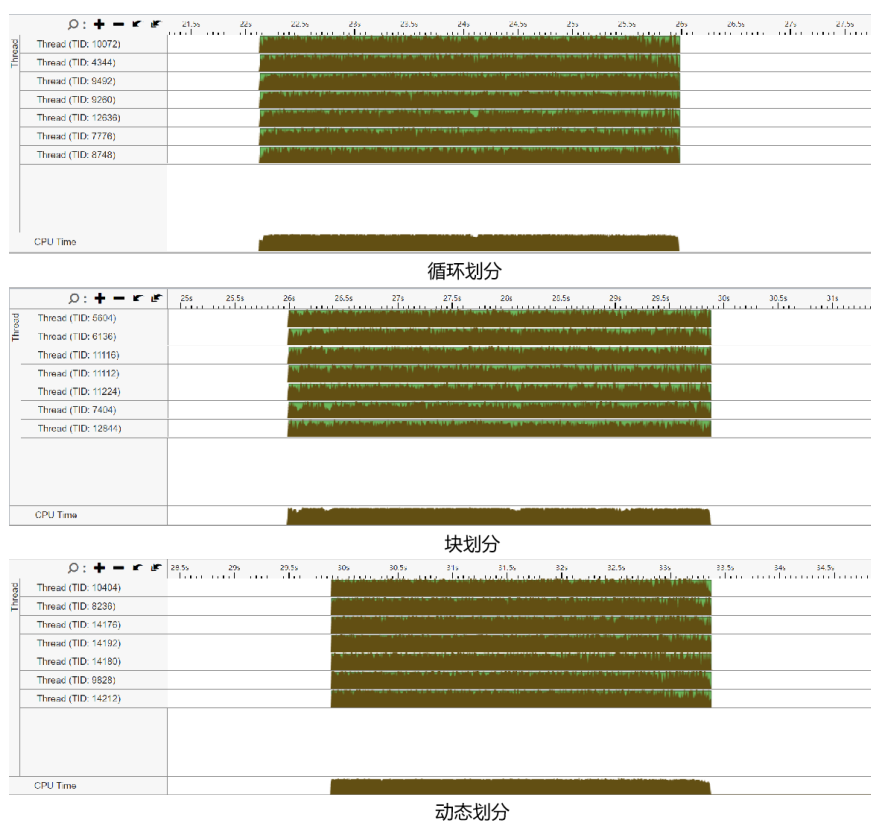 21.5s 22s 22.5s 23s 23.5s 24s 24.5s 25s 25.5s 26s 26.5s 27s 27.5s
Thread
Thread (TID: 10072)
Thread (TID: 4344)
Thread (TID: 9492)
Thread (TID: 9260)
Thread (TID: 12636)
Thread (TID: 7776)
Thread (TID: 8748)
CPU Time
循环划分
25s 25.5s 26s 26.5s 27s 27.5s 28s 28.5s 29s 29.5s 30s 30.5s 31s
Thread
Thread (TID: 5604)
Thread (TID: 6136)
Thread (TID: 11116)
Thread (TID: 11112)
Thread (TID: 11224)
Thread (TID: 7404)
Thread (TID: 12844)
CPU Time
块划分
28.5s 29s 29.5s 30s 30.5s 31s 31.5s 32s 32.5s 33s 33.5s 34s 34.5s
Thread
Thread (TID: 10404)
Thread (TID: 8236)
Thread (TID: 14176)
Thread (TID: 14192)
Thread (TID: 14180)
Thread (TID: 9828)
Thread (TID: 14212)
CPU Time
动态划分